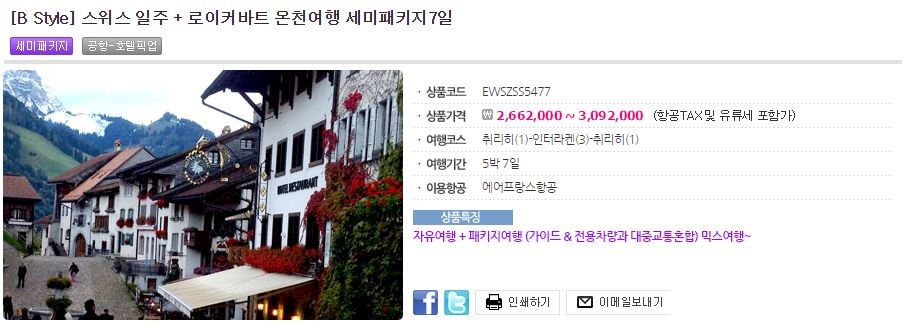 [B Style] 스위스 일주 + 로이커바트 온천여행 세미패키지7일
세미패키지 공항-호텔픽업
· 상품코드 EWSZSS5477
· 상품가격 ₩ 2,662,000 ~ 3,092,000 (항공TAX 및 유류세 포함가)
· 여행코스 취리히(1)-인터라켄(3)-취리히(1)
· 여행기간 5박 7일
· 이용항공 에어프랑스항공
상품특징
자유여행 + 패키지여행 (가이드 & 전용차량과 대중교통혼합) 믹스여행~
HOTEL RESTAURANT
인쇄하기 이메일보내기